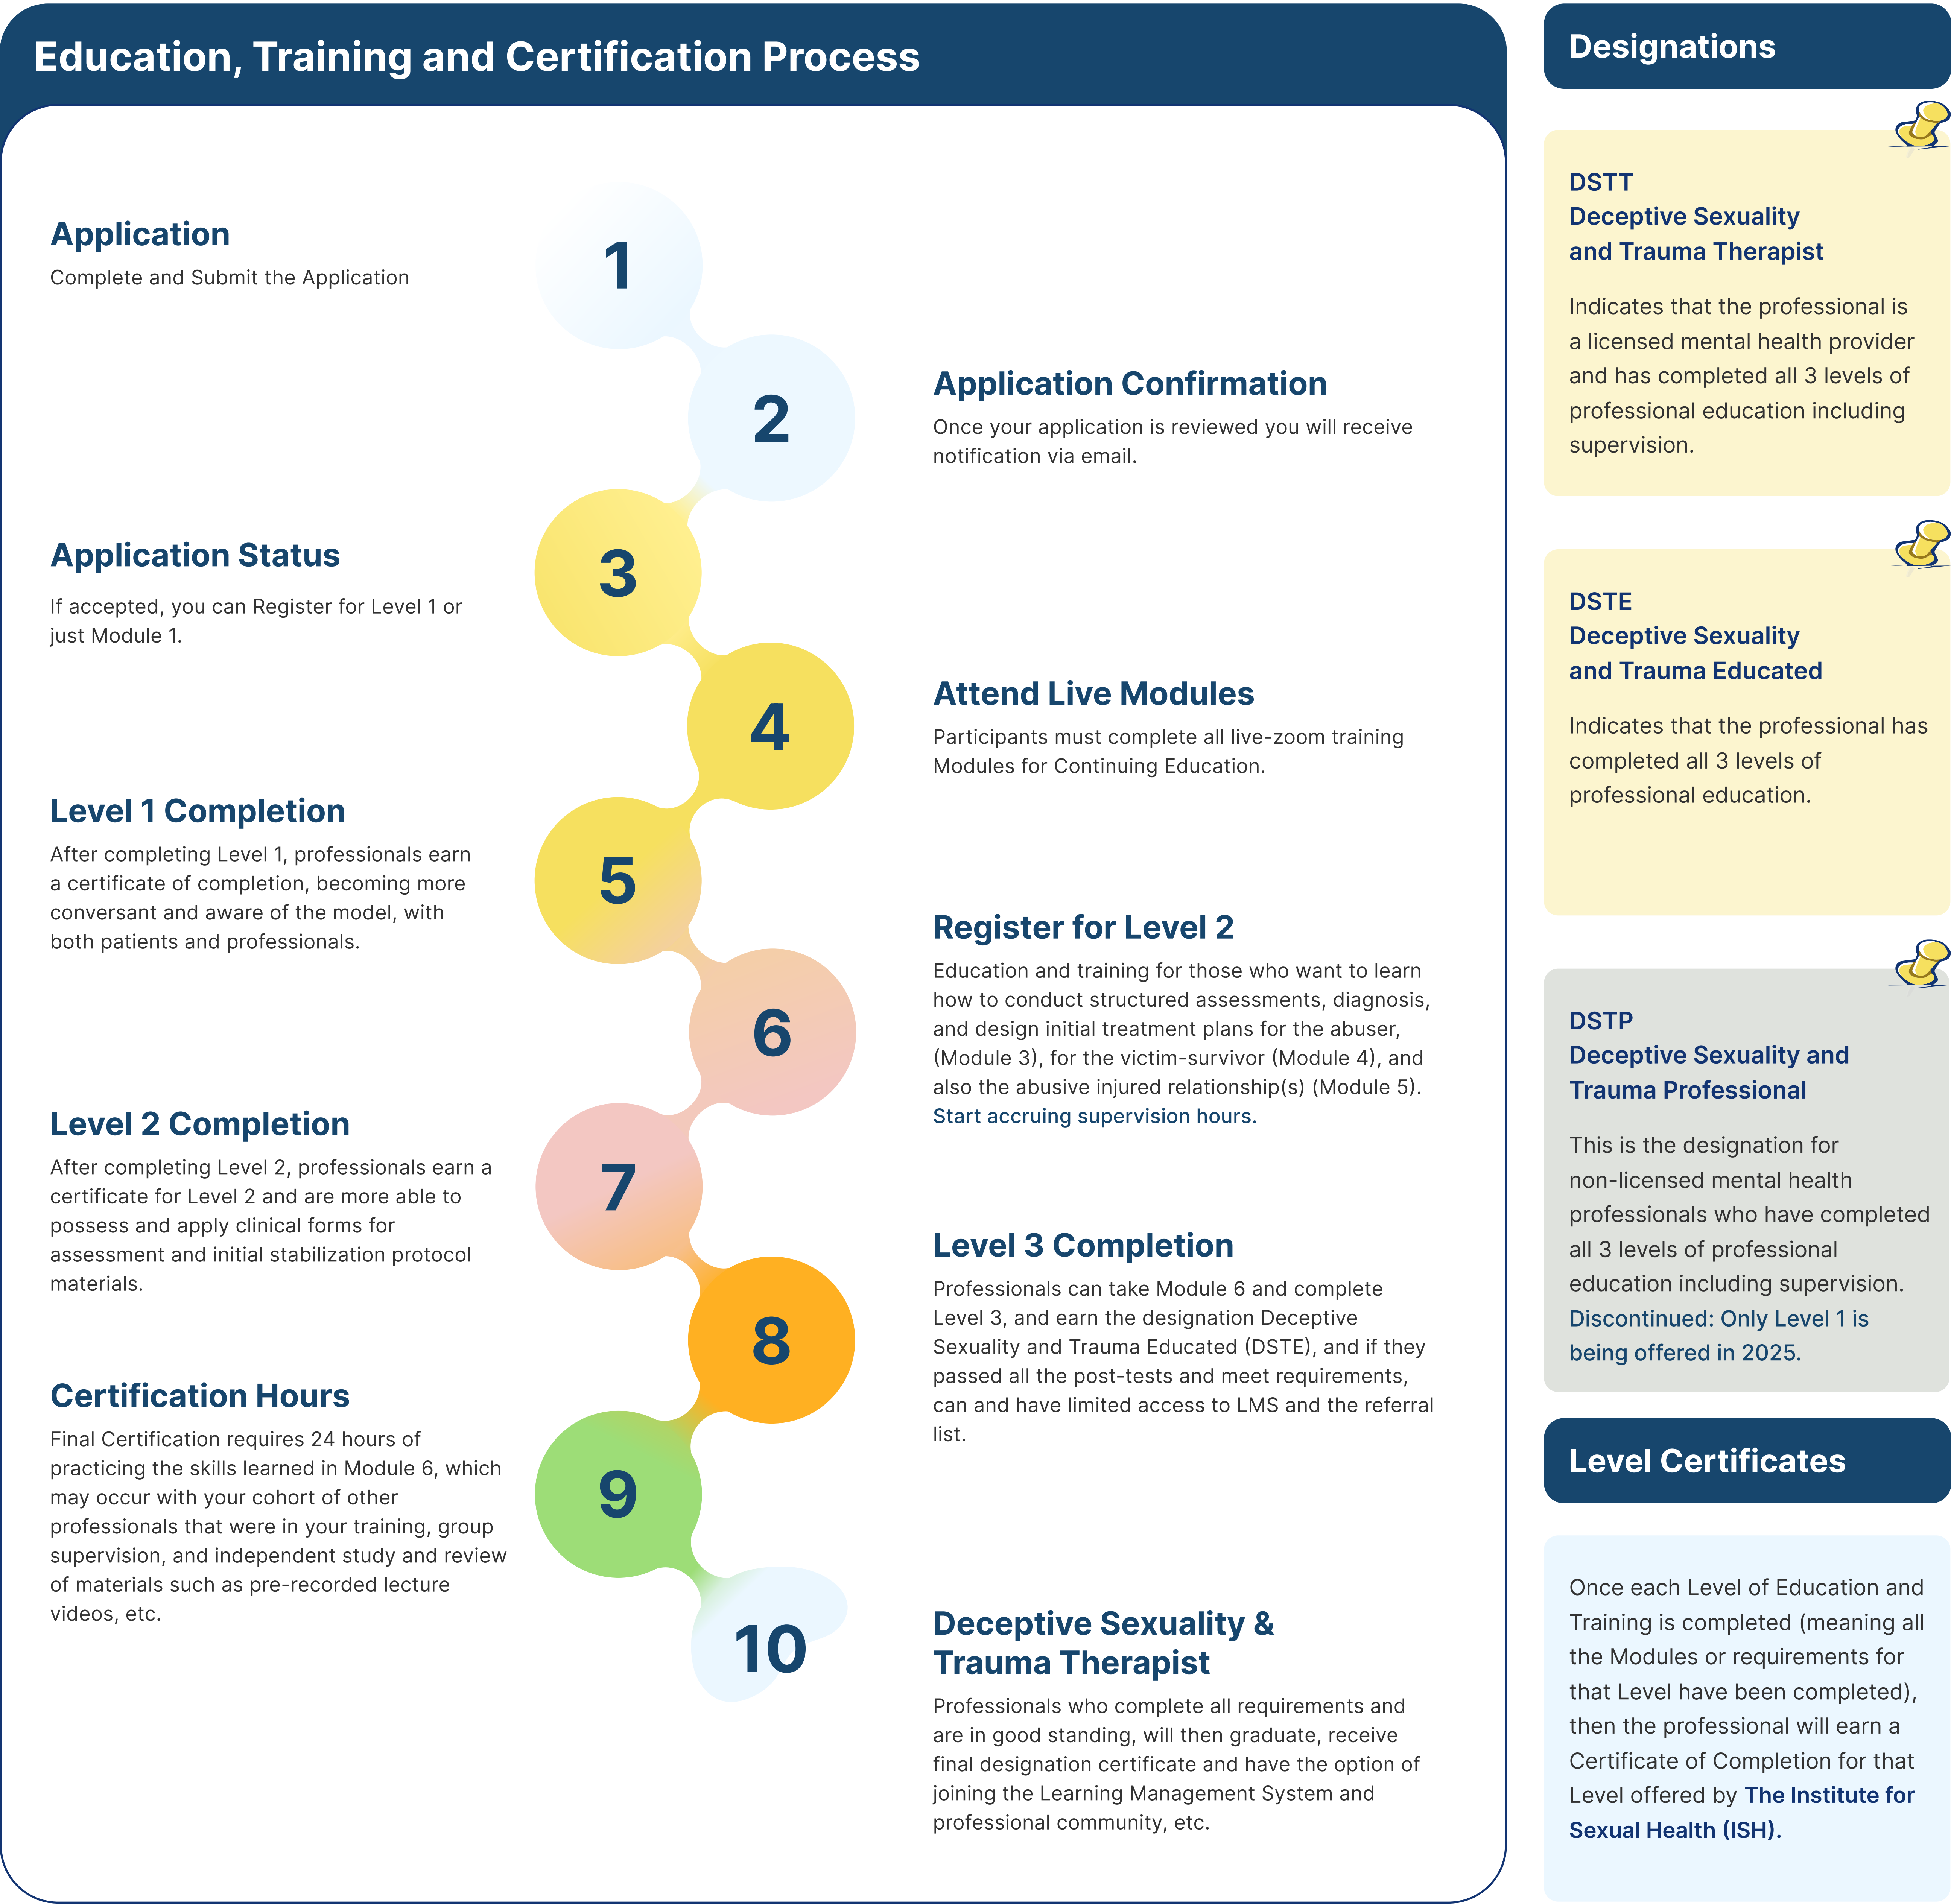 Education, Training and Certification Process
Application
Complete and Submit the Application
1
2
Application Confirmation
Once your application is reviewed you will receive
notification via email.
Application Status
If accepted, you can Register for Level 1 or
just Module 1.
3
4
Attend Live Modules
Participants must complete all live-zoom training
Modules for Continuing Education.
Level 1 Completion
After completing Level 1, professionals earn
a certificate of completion, becoming more
conversant and aware of the model, with
both patients and professionals.
5
6
Register for Level 2
Education and training for those who want to learn
how to conduct structured assessments, diagnosis,
and design initial treatment plans for the abuser,
(Module 3), for the victim-survivor (Module 4), and
also the abusive injured relationship(s) (Module 5).
Start accruing supervision hours.
Level 2 Completion
After completing Level 2, professionals earn a
certificate for Level 2 and are more able to
possess and apply clinical forms for
assessment and initial stabilization protocol
materials.
7
8
Level 3 Completion
Professionals can take Module 6 and complete
Level 3, and earn the designation Deceptive
Sexuality and Trauma Educated (DSTE), and if they
passed all the post-tests and meet requirements,
can and have limited access to LMS and the referral
list.
Certification Hours
Final Certification requires 24 hours of
practicing the skills learned in Module 6, which
may occur with your cohort of other
professionals that were in your training, group
supervision, and independent study and review
of materials such as pre-recorded lecture
videos, etc.
9
10
Deceptive Sexuality &
Trauma Therapist
Professionals who complete all requirements and
are in good standing, will then graduate, receive
final designation certificate and have the option of
joining the Learning Management System and
professional community, etc.
Designations
DSTT
Deceptive Sexuality
and Trauma Therapist
Indicates that the professional is
a licensed mental health provider
and has completed all 3 levels of
professional education including
supervision.
DSTE
Deceptive Sexuality
and Trauma Educated
Indicates that the professional has
completed all 3 levels of
professional education.
DSTP
Deceptive Sexuality and
Trauma Professional
This is the designation for
non-licensed mental health
professionals who have completed
all 3 levels of professional
education including supervision.
Discontinued: Only Level 1 is
being offered in 2025.
Level Certificates
Once each Level of Education and
Training is completed (meaning all
the Modules or requirements for
that Level have been completed),
then the professional will earn a
Certificate of Completion for that
Level offered by The Institute for
Sexual Health (ISH).